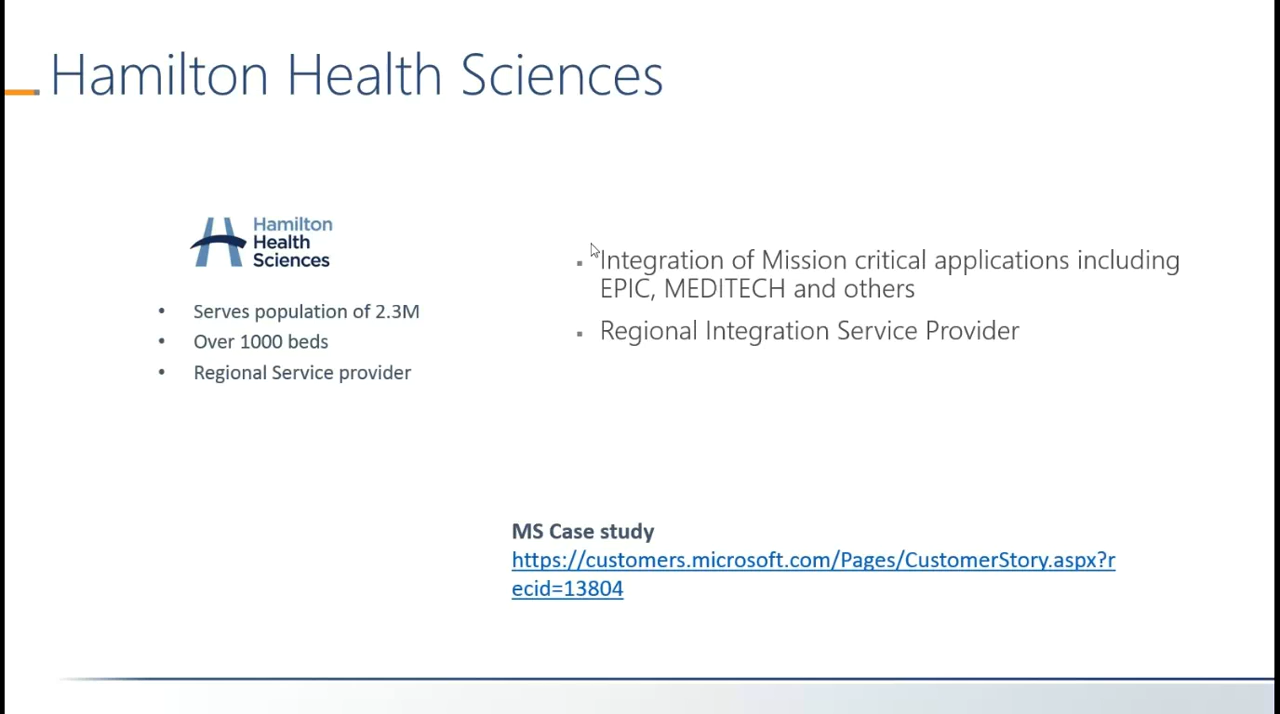 Hamilton Health Sciences
Hamilton
Health
Sciences
• Serves population of 2.3M
• Over 1000 beds
• Regional Service provider
▪ Integration of Mission critical applications including
EPIC, MEDITECH and others
▪ Regional Integration Service Provider
MS Case study
https://customers.microsoft.com/Pages/CustomerStory.aspx?r
ecid=13804